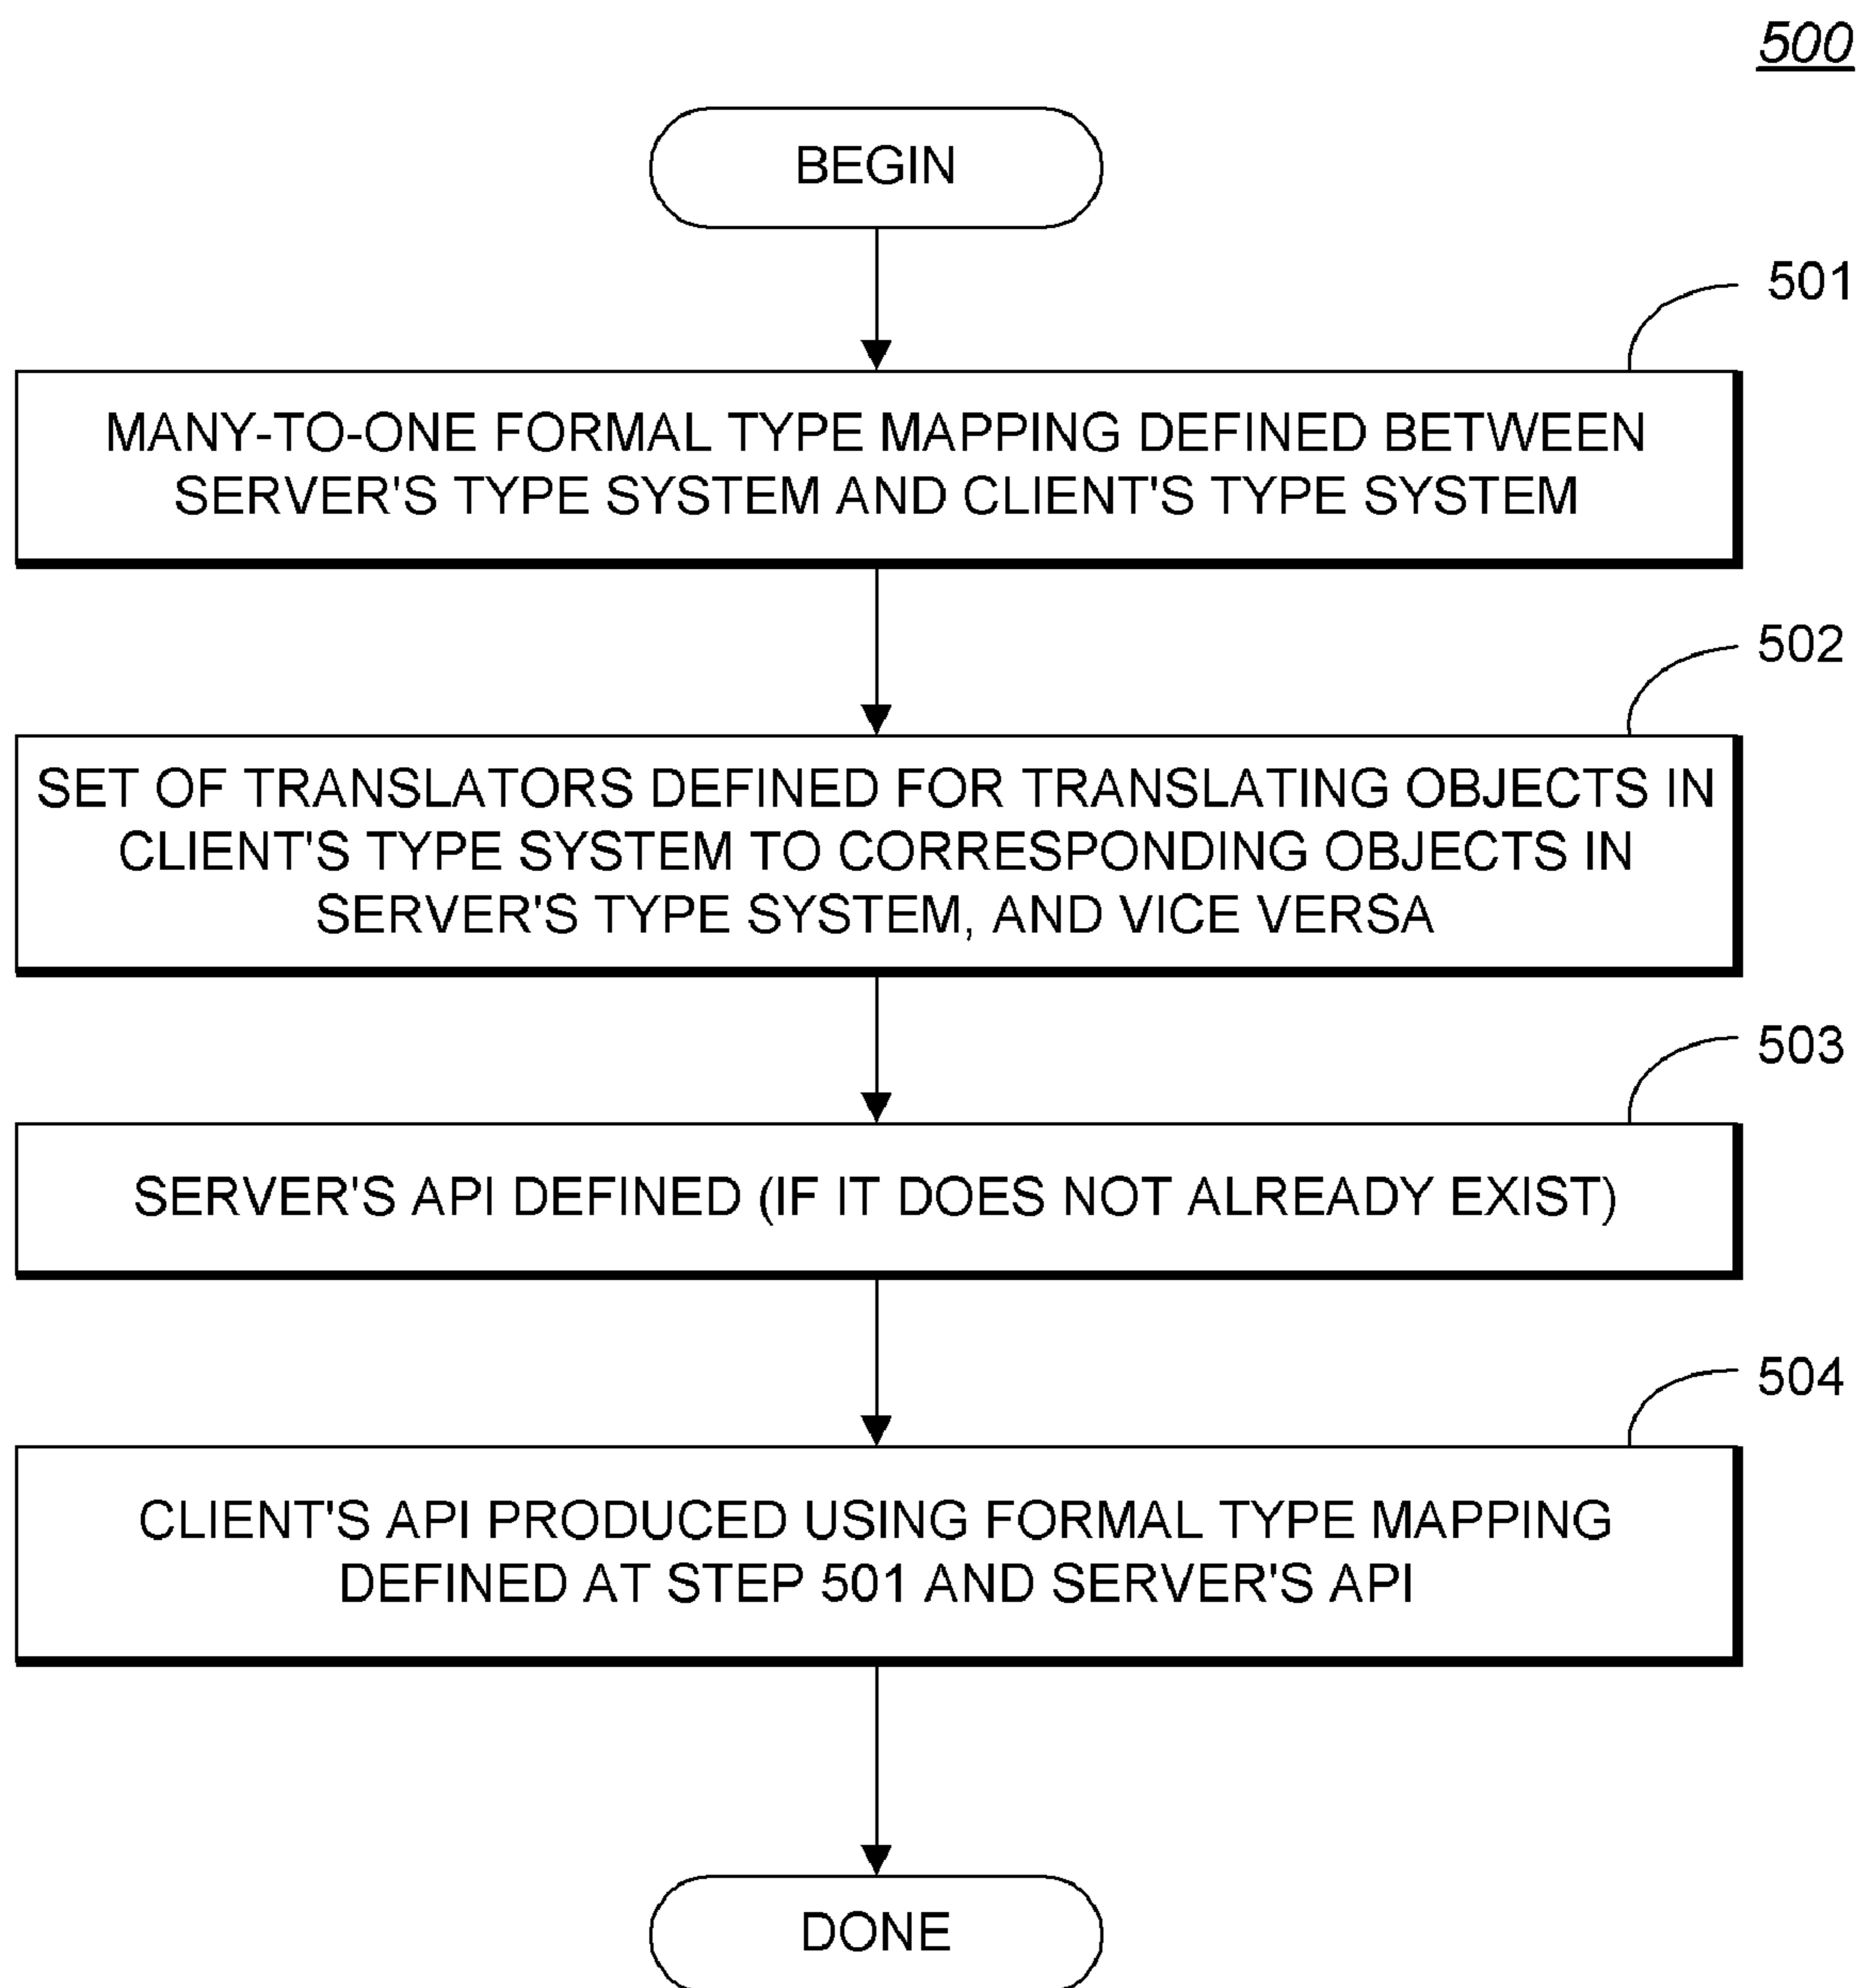 500
BEGIN
501
MANY-TO-ONE FORMAL TYPE MAPPING DEFINED BETWEEN
SERVER'S TYPE SYSTEM AND CLIENT'S TYPE SYSTEM
502
SET OF TRANSLATORS DEFINED FOR TRANSLATING OBJECTS IN
CLIENT'S TYPE SYSTEM TO CORRESPONDING OBJECTS IN
SERVER'S TYPE SYSTEM, AND VICE VERSA
503
SERVER'S API DEFINED (IF IT DOES NOT ALREADY EXIST)
504
CLIENT'S API PRODUCED USING FORMAL TYPE MAPPING
DEFINED AT STEP 501 AND SERVER'S API
DONE